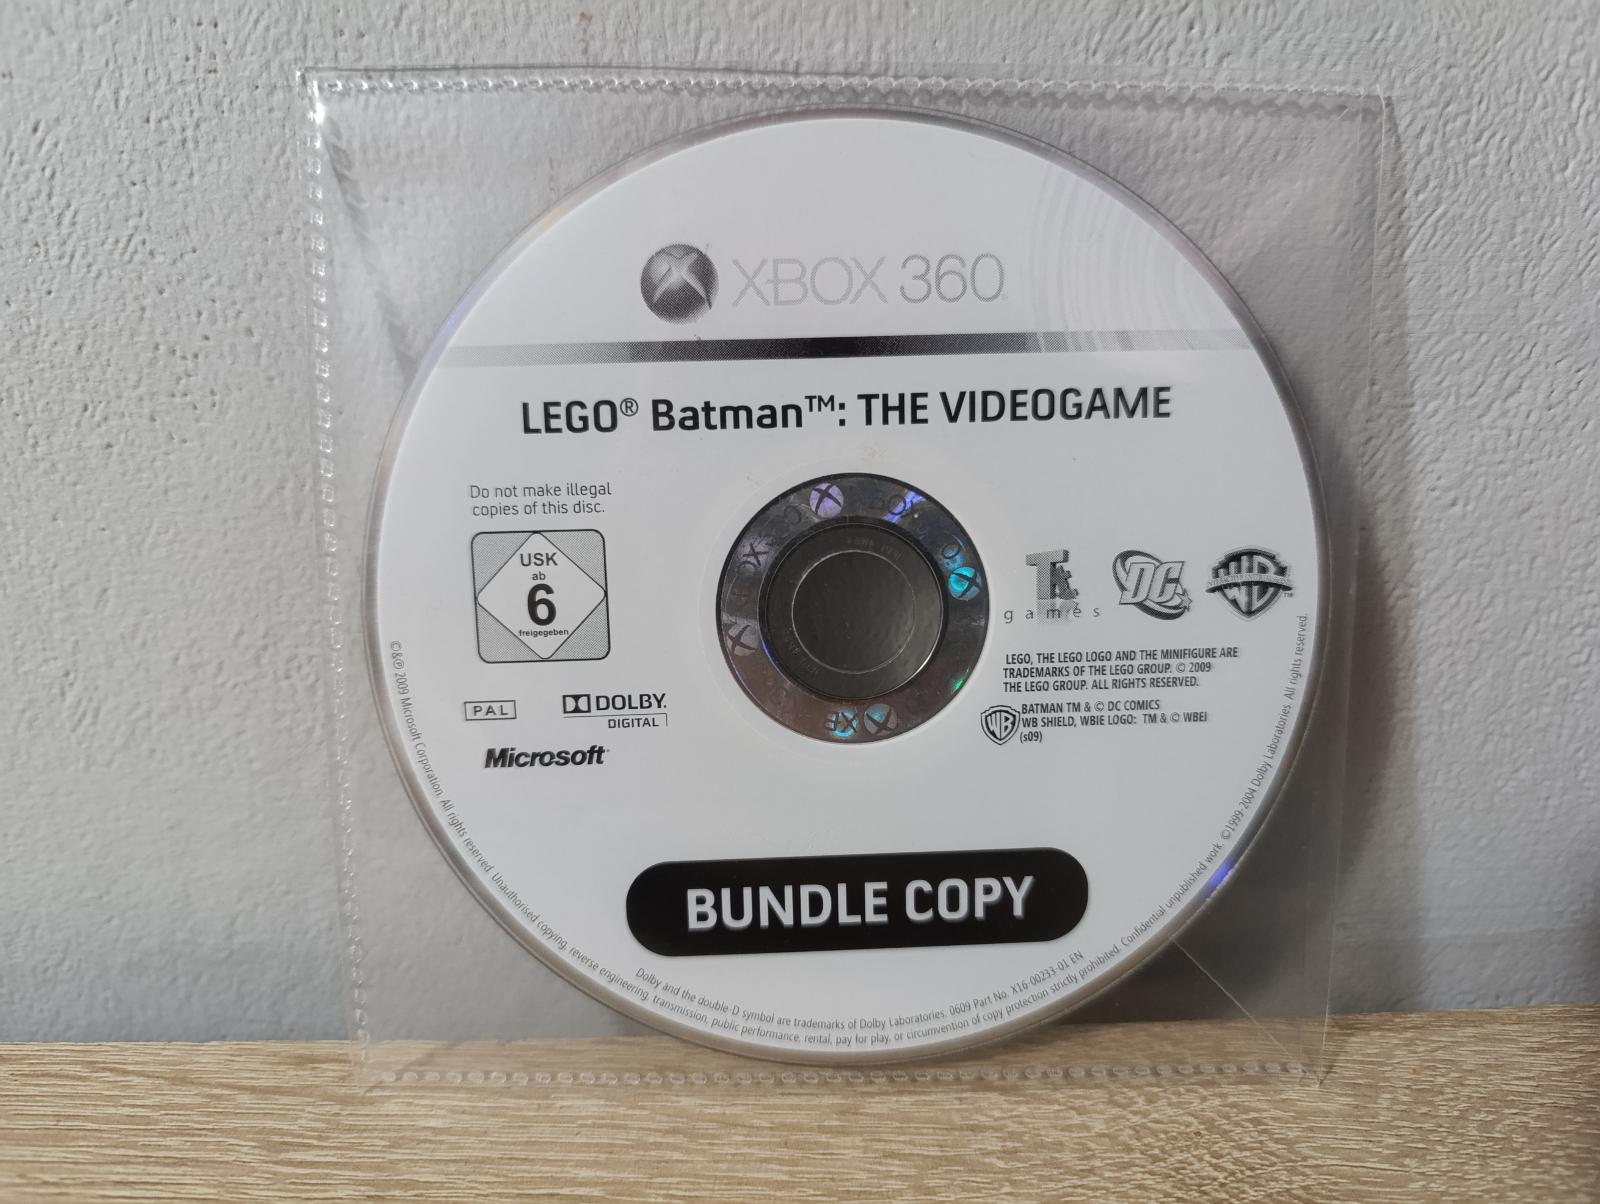 XBOX 360
LEGO® Batman™: THE VIDEOGAME
Do not make illegal
copies of this disc.
USK
ab
6
freigegeben
PAL
DOLBY
DIGITAL
Microsoft
games
DC
WB
LEGO, THE LEGO LOGO AND THE MINIFIGURE ARE
TRADEMARKS OF THE LEGO GROUP. © 2009
THE LEGO GROUP. ALL RIGHTS RESERVED.
WB
BATMAN TM & © DC COMICS
WB SHIELD, WBIE LOGO: TM & © WBEI
(s09)
BUNDLE COPY
Dolby and the double-D symbol are trademarks of Dolby Laboratories. 0609 Part No. X16-00233-01 EN
©&℗ 2009 Microsoft Corporation. All rights reserved. Unauthorised copying, reverse engineering, transmission, public performance, rental, pay for play, or circumvention of copy protection strictly prohibited. Confidential unpublished work. ©1999-2004 Dolby Laboratories. All rights reserved.